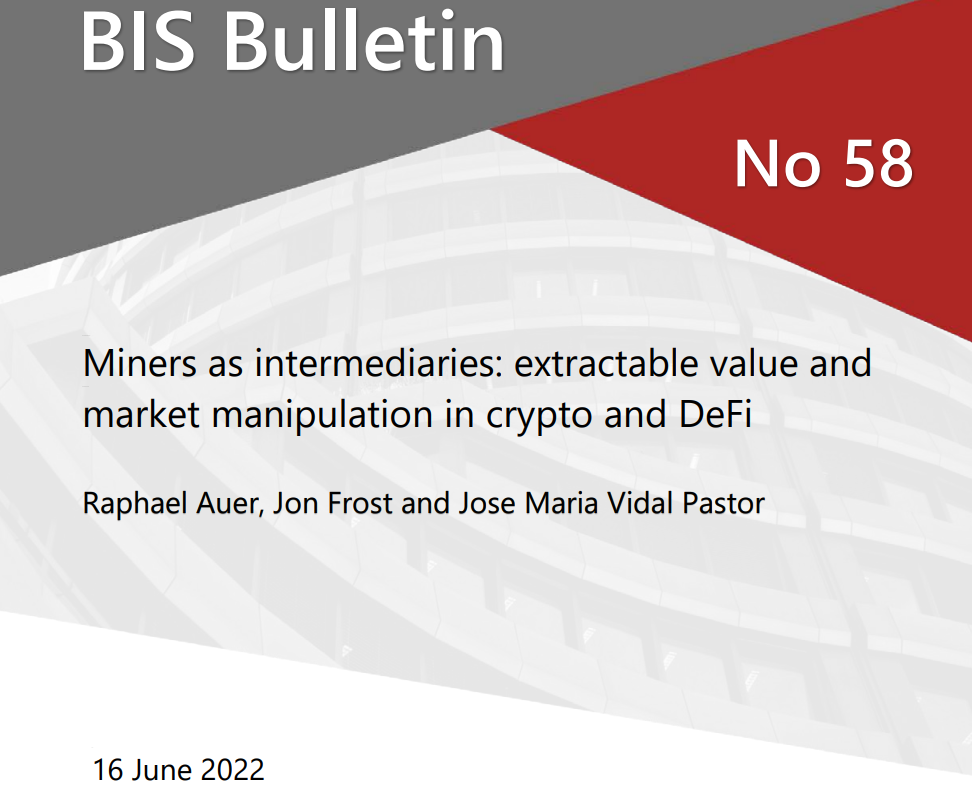 BIS Bulletin
No 58
Miners as intermediaries: extractable value and
market manipulation in crypto and DeFi
Raphael Auer, Jon Frost and Jose Maria Vidal Pastor
16 June 2022